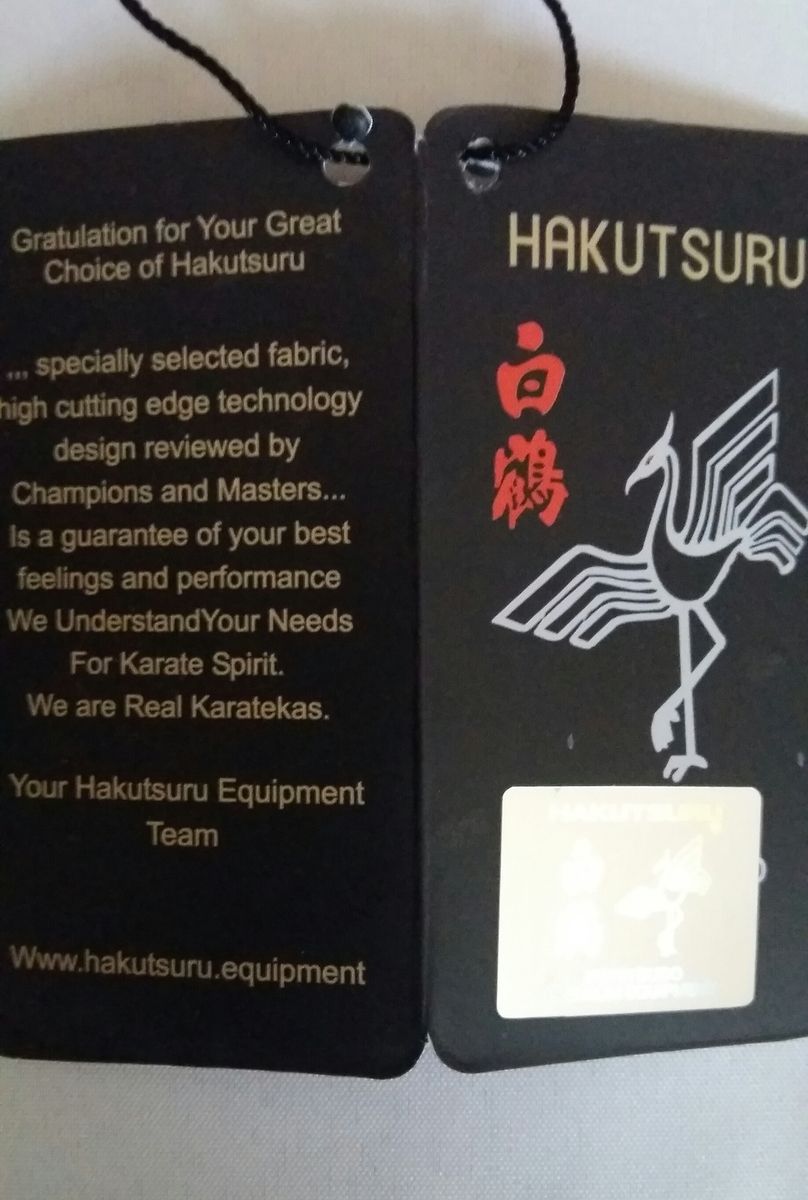 Gratulation for Your Great
Choice of Hakutsuru
... specially selected fabric,
high cutting edge technology
design reviewed by
Champions and Masters...
Is a guarantee of your best
feelings and performance
We UnderstandYour Needs
For Karate Spirit.
We are Real Karatekas.
Your Hakutsuru Equipment
Team
Www.hakutsuru.equipment
HAKUTSURU
白
鶴
HAKUTSURU